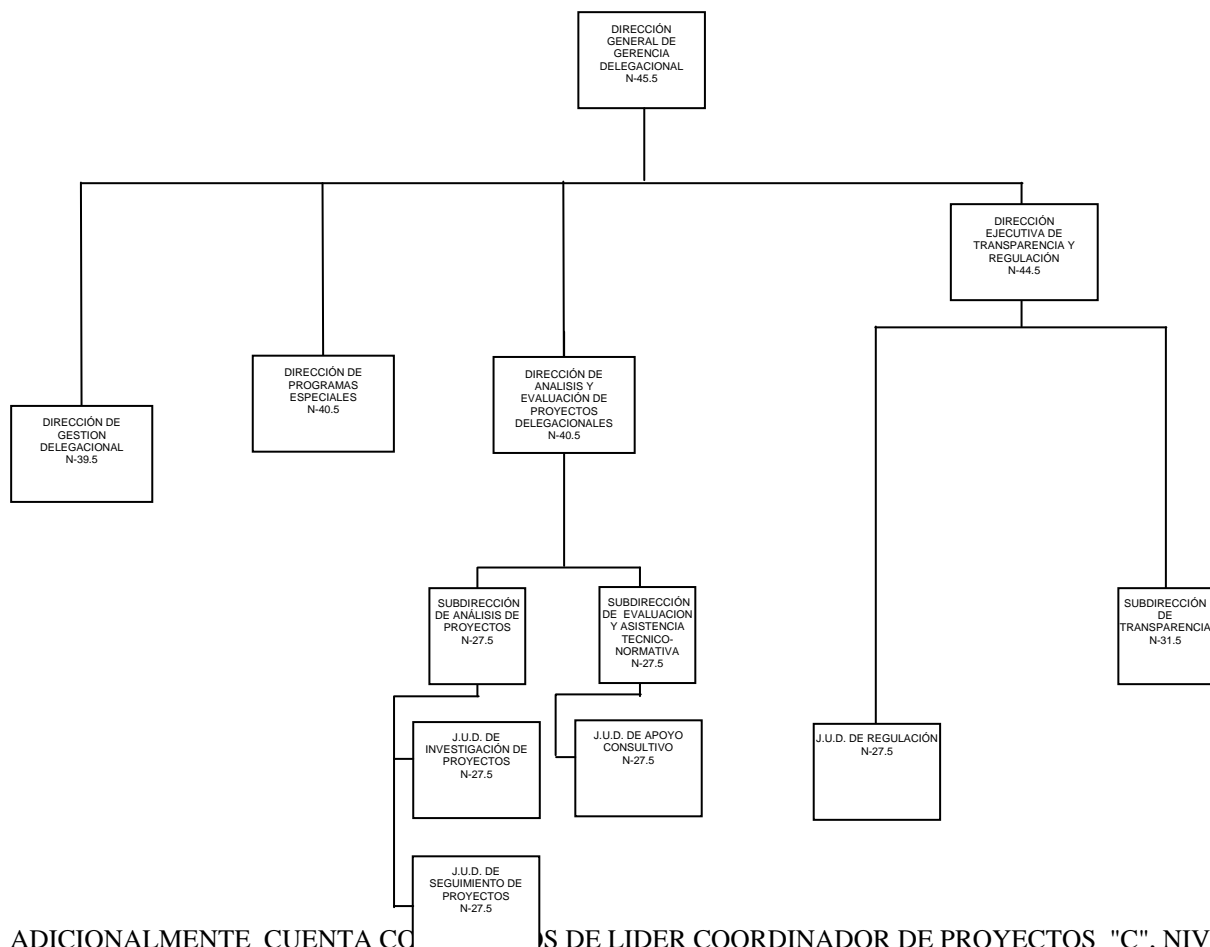 DIRECCIÓN
GENERAL DE
GERENCIA
DELEGACIONAL
N-45.5
DIRECCIÓN
EJECUTIVA DE
TRANSPARENCIA Y
REGULACIÓN
N-44.5
DIRECCIÓN DE
GESTION
DELEGACIONAL
N-39.5
DIRECCIÓN DE
PROGRAMAS
ESPECIALES
N-40.5
DIRECCIÓN DE
ANALISIS Y
EVALUACIÓN DE
PROYECTOS
DELEGACIONALES
N-40.5
SUBDIRECCIÓN
DE ANÁLISIS DE
PROYECTOS
N-27.5
SUBDIRECCIÓN
DE EVALUACION
Y ASISTENCIA
TECNICO-
NORMATIVA
N-27.5
SUBDIRECCIÓN
DE
TRANSPARENCIA
N-31.5
J.U.D. DE
INVESTIGACIÓN DE
PROYECTOS
N-27.5
J.U.D. DE APOYO
CONSULTIVO
N-27.5
J.U.D. DE REGULACIÓN
N-27.5
J.U.D. DE
SEGUIMIENTO DE
PROYECTOS
N-27.5
ADICIONALMENTE CUENTA DE LIDER COORDINADOR DE PROYECTOS "C", NIV